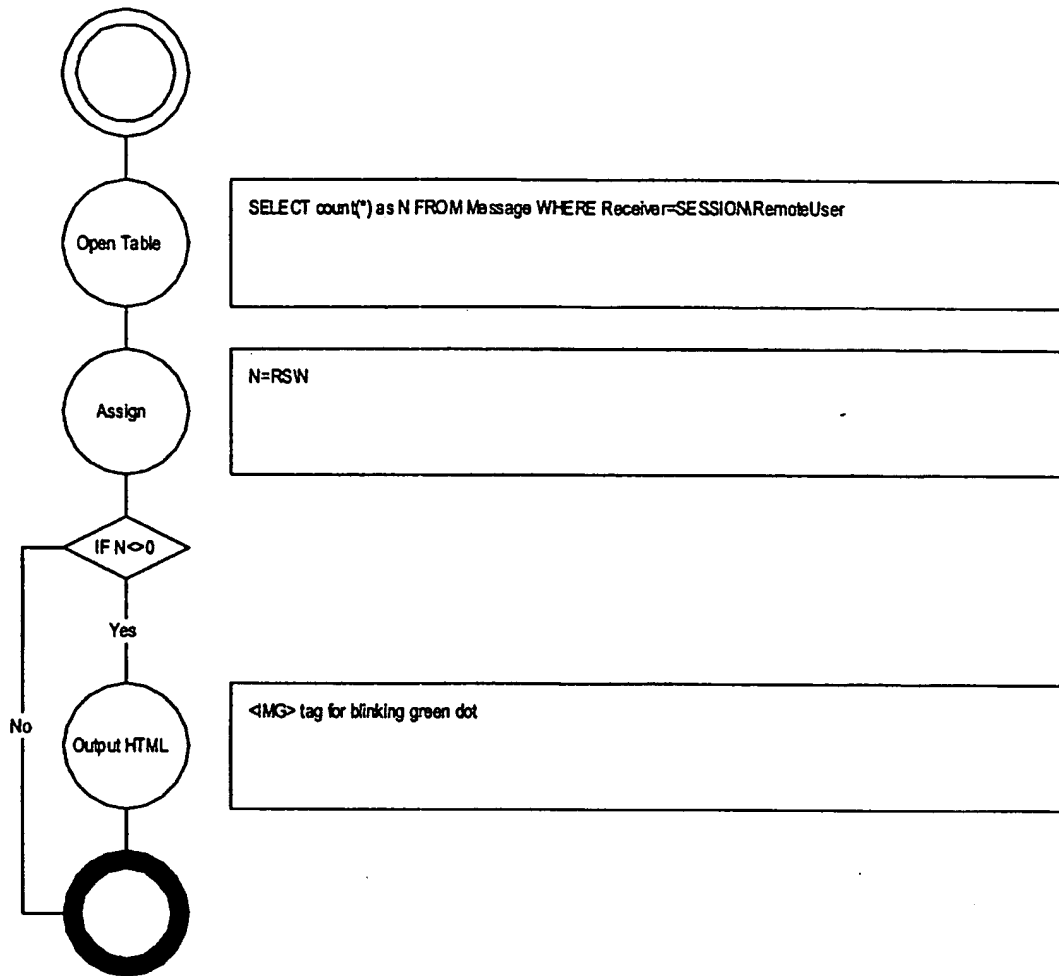 Open Table
SELECT count(*) as N FROM Message WHERE Receiver=SESSION\RemoteUser
Assign
N=RS\N
IF N<>0
Yes
No
Output HTML
<IMG> tag for blinking green dot